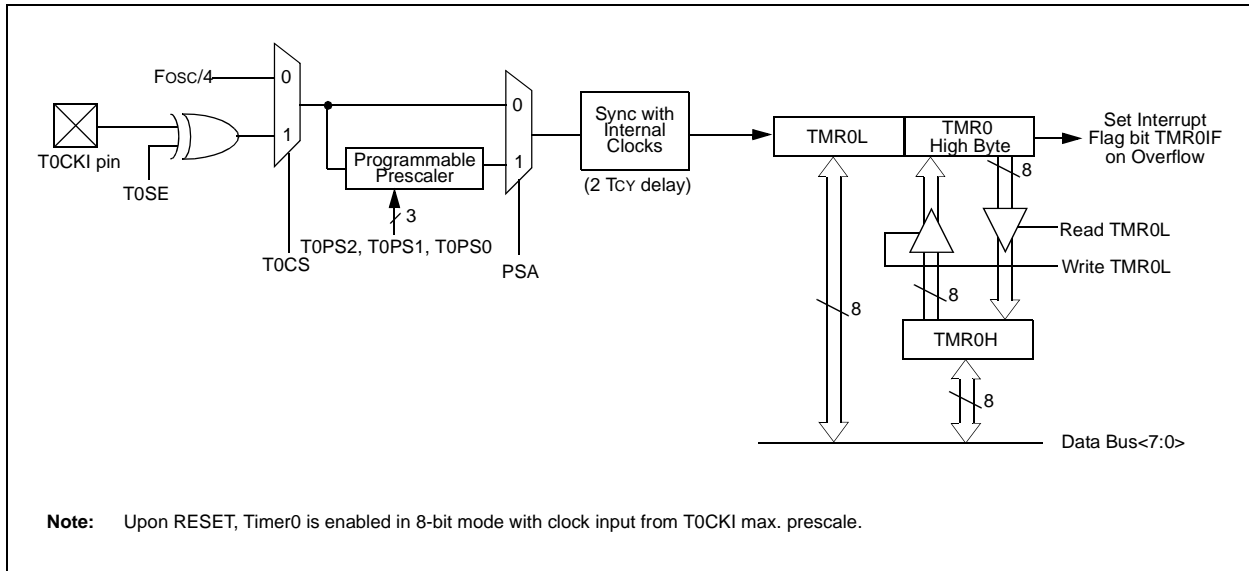 FOSC/4
0
1
T0CKI pin
T0SE
T0CS
Programmable
Prescaler
3
T0PS2, T0PS1, T0PS0
0
1
PSA
Sync with
Internal
Clocks
(2 TCY delay)
TMR0L
TMR0
High Byte
Set Interrupt
Flag bit TMR0IF
on Overflow
8
Read TMR0L
Write TMR0L
8
8
TMR0H
8
Data Bus<7:0>
Note: Upon RESET, Timer0 is enabled in 8-bit mode with clock input from T0CKI max. prescale.